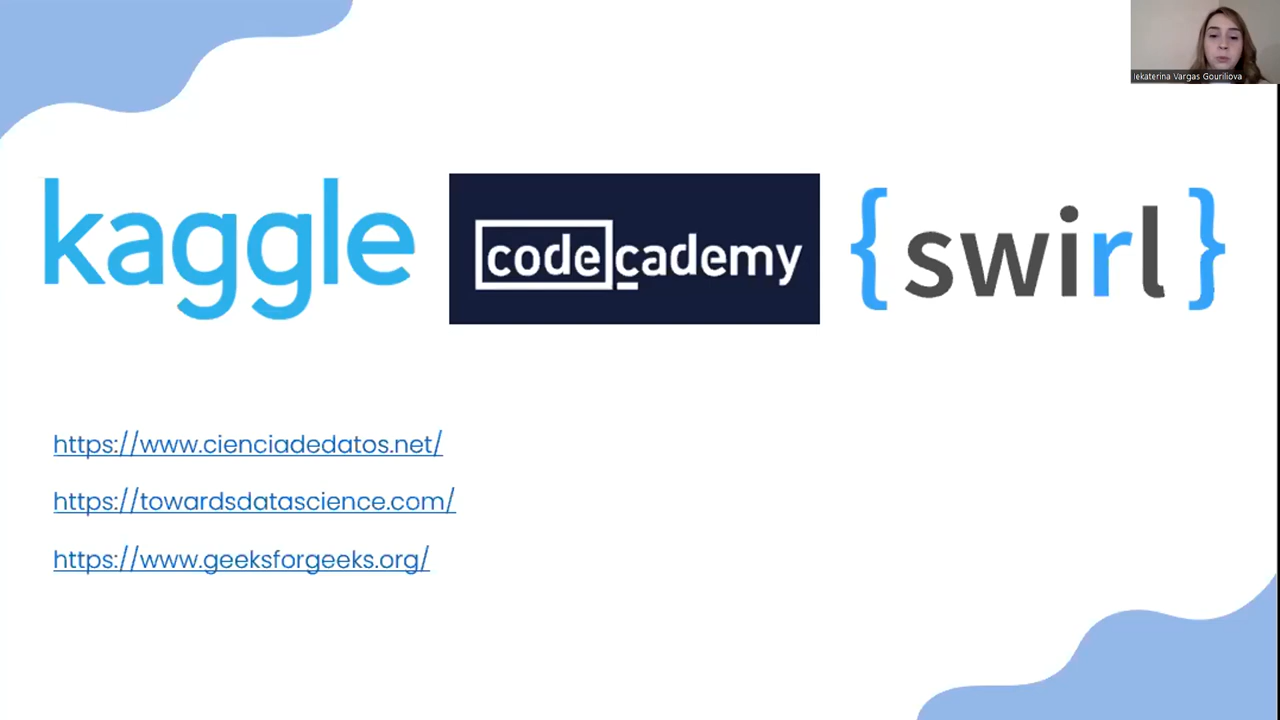 Iekaterina Vargas Gouriliova
kaggle
codecademy
{swirl}
https://www.cienciadedatos.net/
https://towardsdatascience.com/
https://www.geeksforgeeks.org/